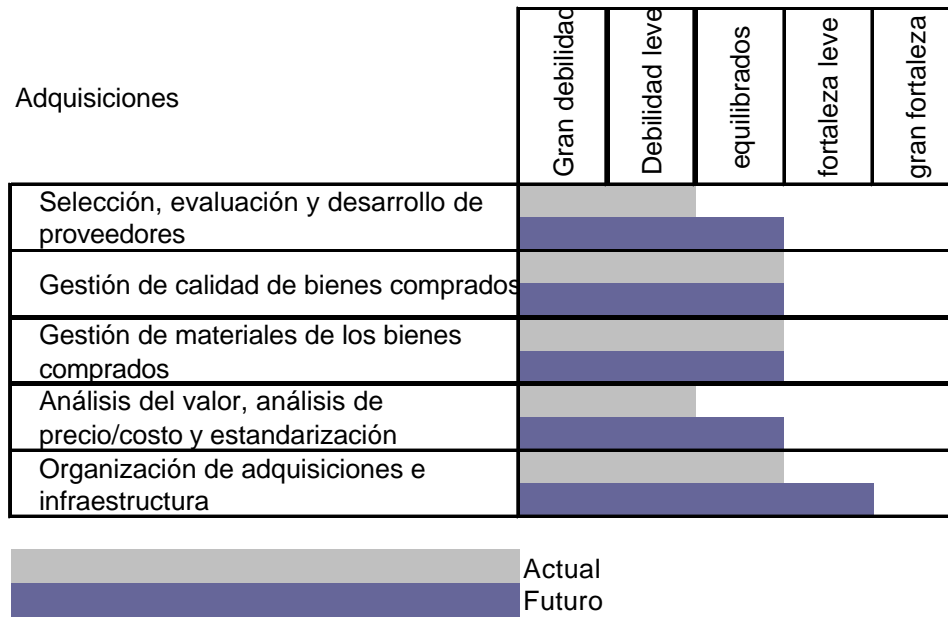 Adquisiciones
Gran debilidad
Debilidad leve
equilibrados
fortaleza leve
gran fortaleza
Selección, evaluación y desarrollo de
proveedores
Gestión de calidad de bienes comprados
Gestión de materiales de los bienes
comprados
Análisis del valor, análisis de
precio/costo y estandarización
Organización de adquisiciones e
infraestructura
Actual
Futuro